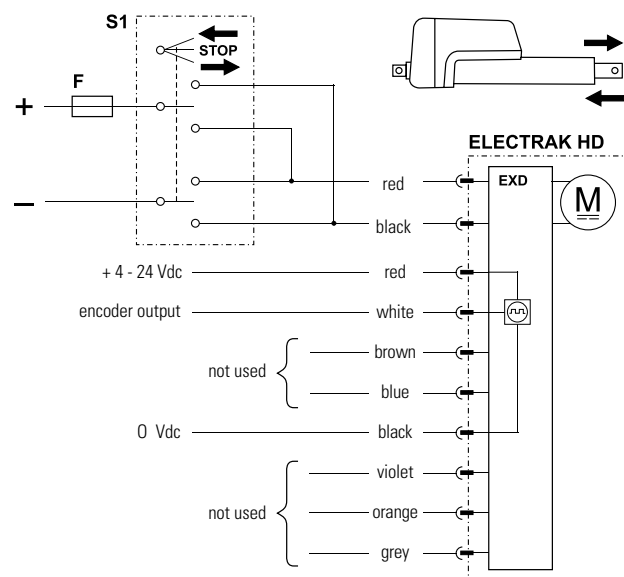 S1
STOP
F
+
–
ELECTRAK HD
EXD
M
red
black
+ 4 - 24 Vdc
red
encoder output
white
not used
brown
blue
0 Vdc
black
not used
violet
orange
grey